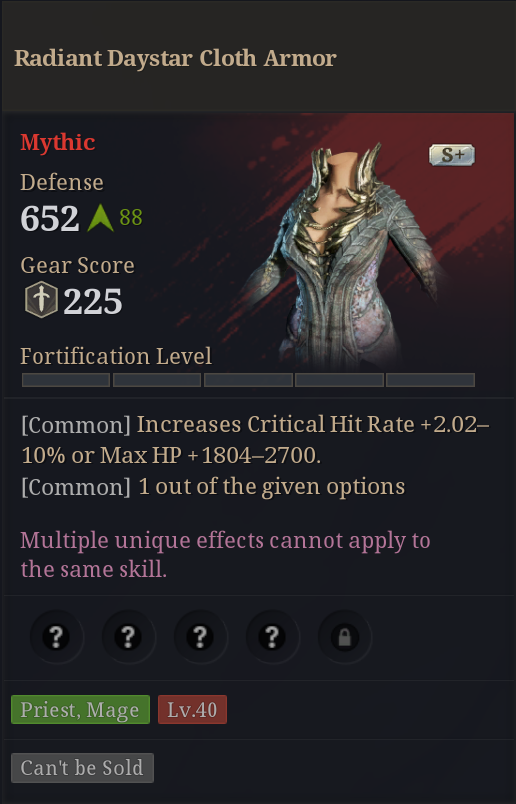 Radiant Daystar Cloth Armor
Mythic
S+
Defense
652 88
Gear Score
225
Fortification Level
[Common] Increases Critical Hit Rate +2.02–
10% or Max HP +1804–2700.
[Common] 1 out of the given options
Multiple unique effects cannot apply to
the same skill.
? ? ? ?
Priest, Mage Lv.40
Can't be Sold